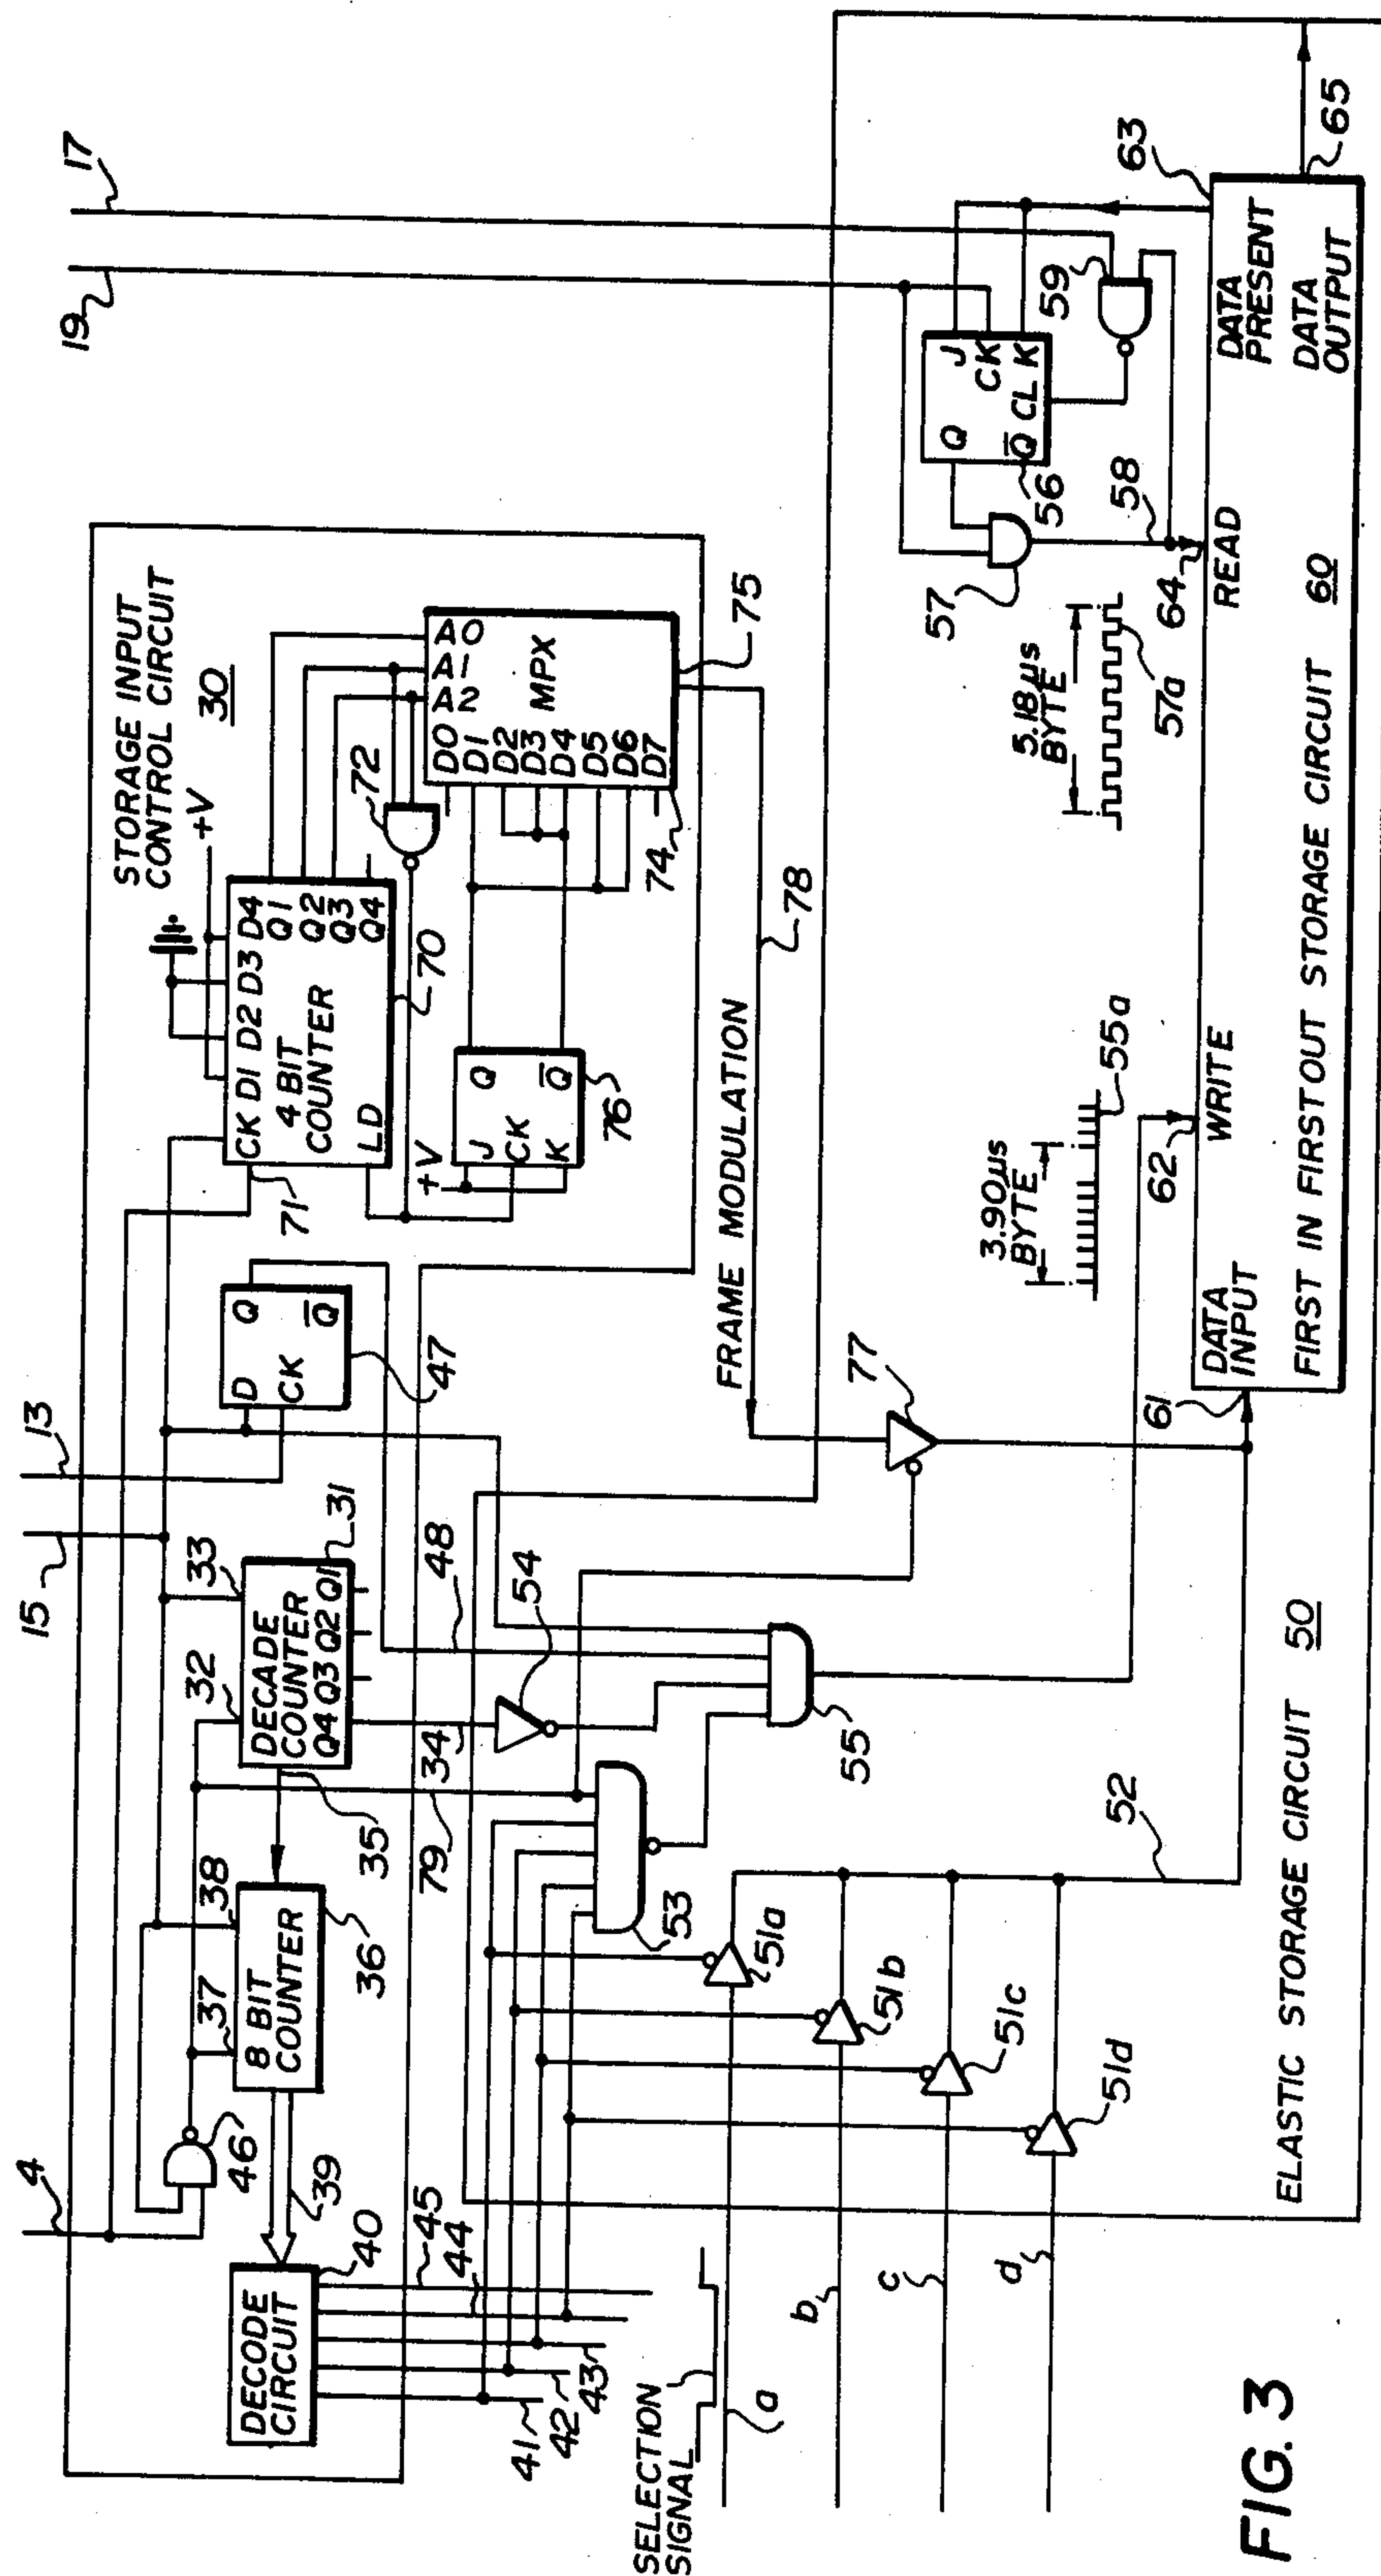 4
15
13
19
17
STORAGE INPUT
CONTROL CIRCUIT
30
+V
DECODE
CIRCUIT
40
39
46
37
38
8 BIT
COUNTER
36
35
32
33
DECADE
COUNTER
Q4 Q3 Q2 Q1
31
34
79
D
CK
Q
Q̅
47
48
CK D1 D2 D3 D4
4 BIT
COUNTER
LD
Q1
Q2
Q3
Q4
71
70
72
+V
J
CK
K
Q
Q̅
76
A0
A1
A2
MPX
D0
D1
D2
D3
D4
D5
D6
D7
74
75
78
FRAME MODULATION
77
41
42
43
44
45
SELECTION
SIGNAL
a
b
c
d
51a
51b
51c
51d
53
54
55
52
3.90µs
BYTE
55a
5.18µs
BYTE
57a
57
58
56
Q
Q̅
J
CK
K
CL
59
63
65
61
62
64
DATA
INPUT
WRITE
READ
DATA
PRESENT
DATA
OUTPUT
FIRST IN FIRSTOUT STORAGE CIRCUIT 60
ELASTIC STORAGE CIRCUIT 50
FIG. 3